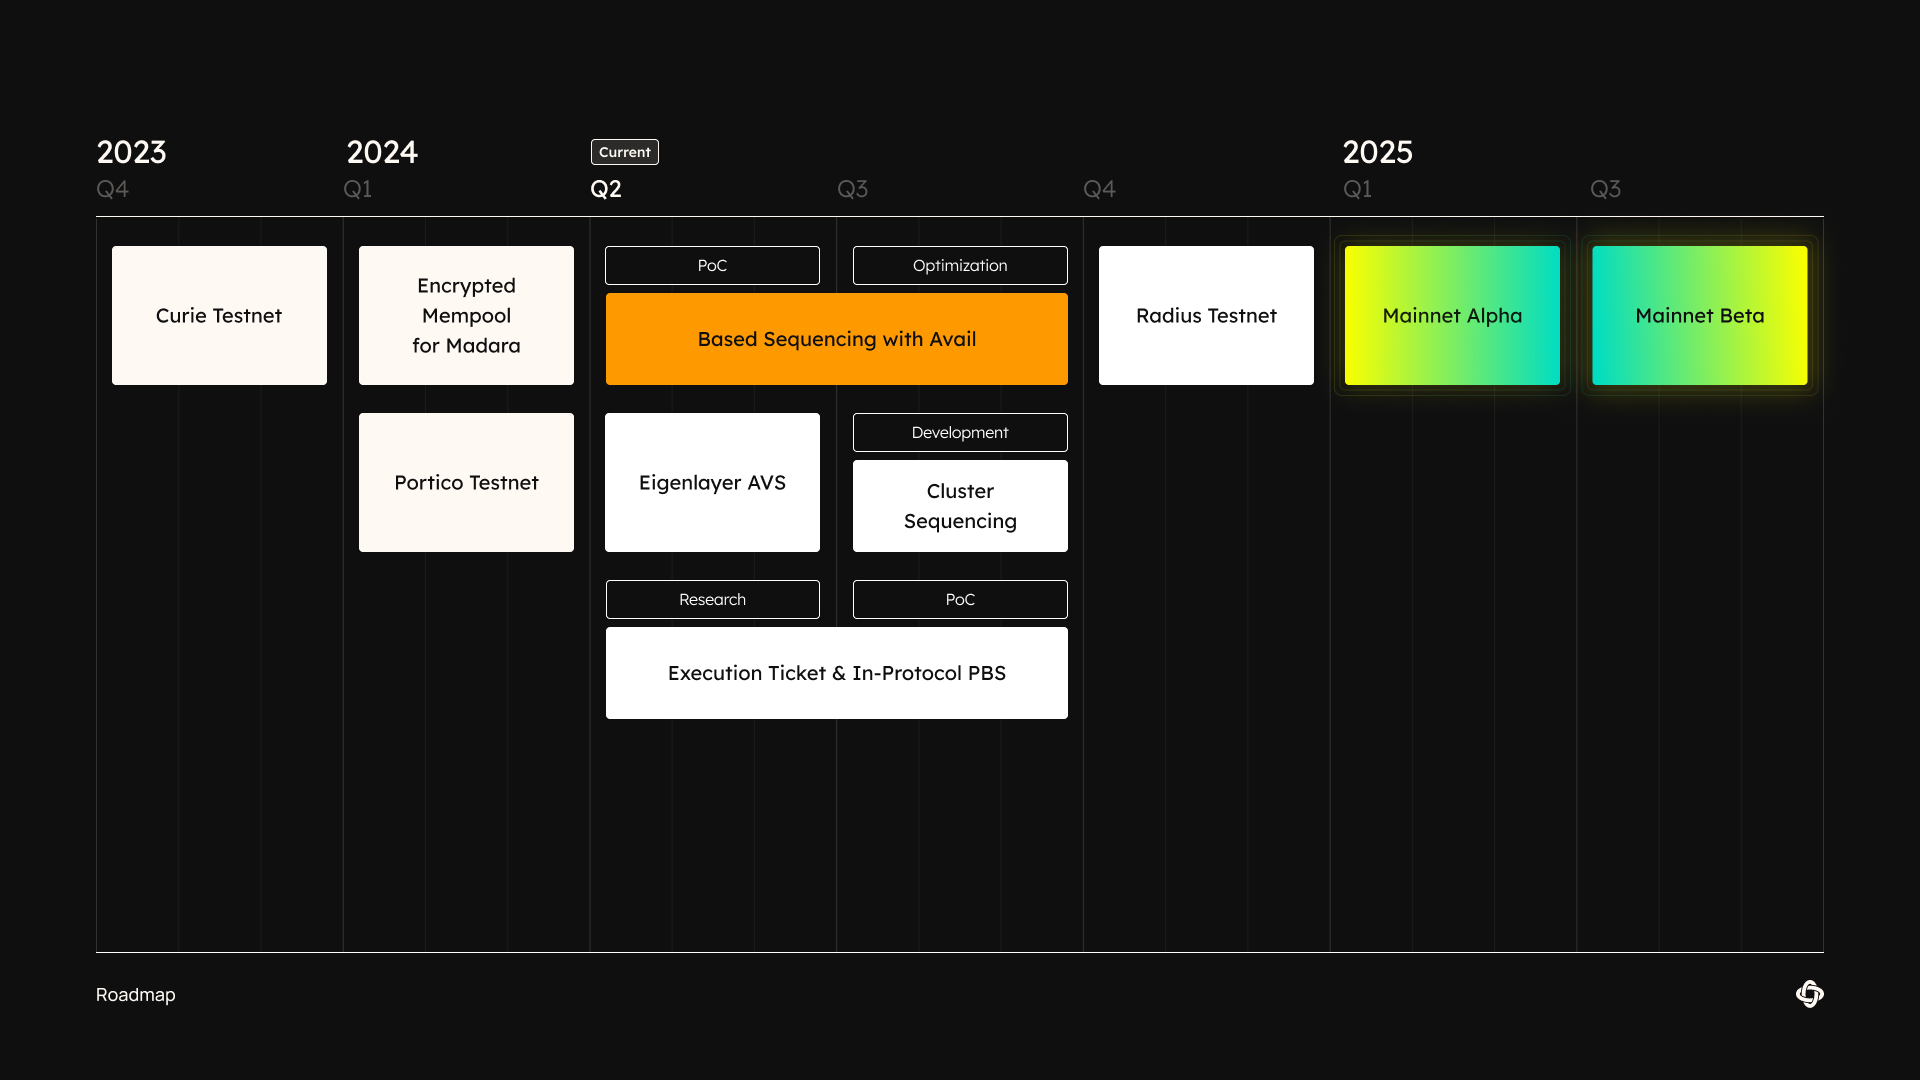 2023
2024
Current
2025
Q4
Q1
Q2
Q3
Q4
Q1
Q3
Curie Testnet
Encrypted
Mempool
for Madara
PoC
Optimization
Based Sequencing with Avail
Radius Testnet
Mainnet Alpha
Mainnet Beta
Portico Testnet
Eigenlayer AVS
Development
Cluster
Sequencing
Research
PoC
Execution Ticket & In-Protocol PBS
Roadmap